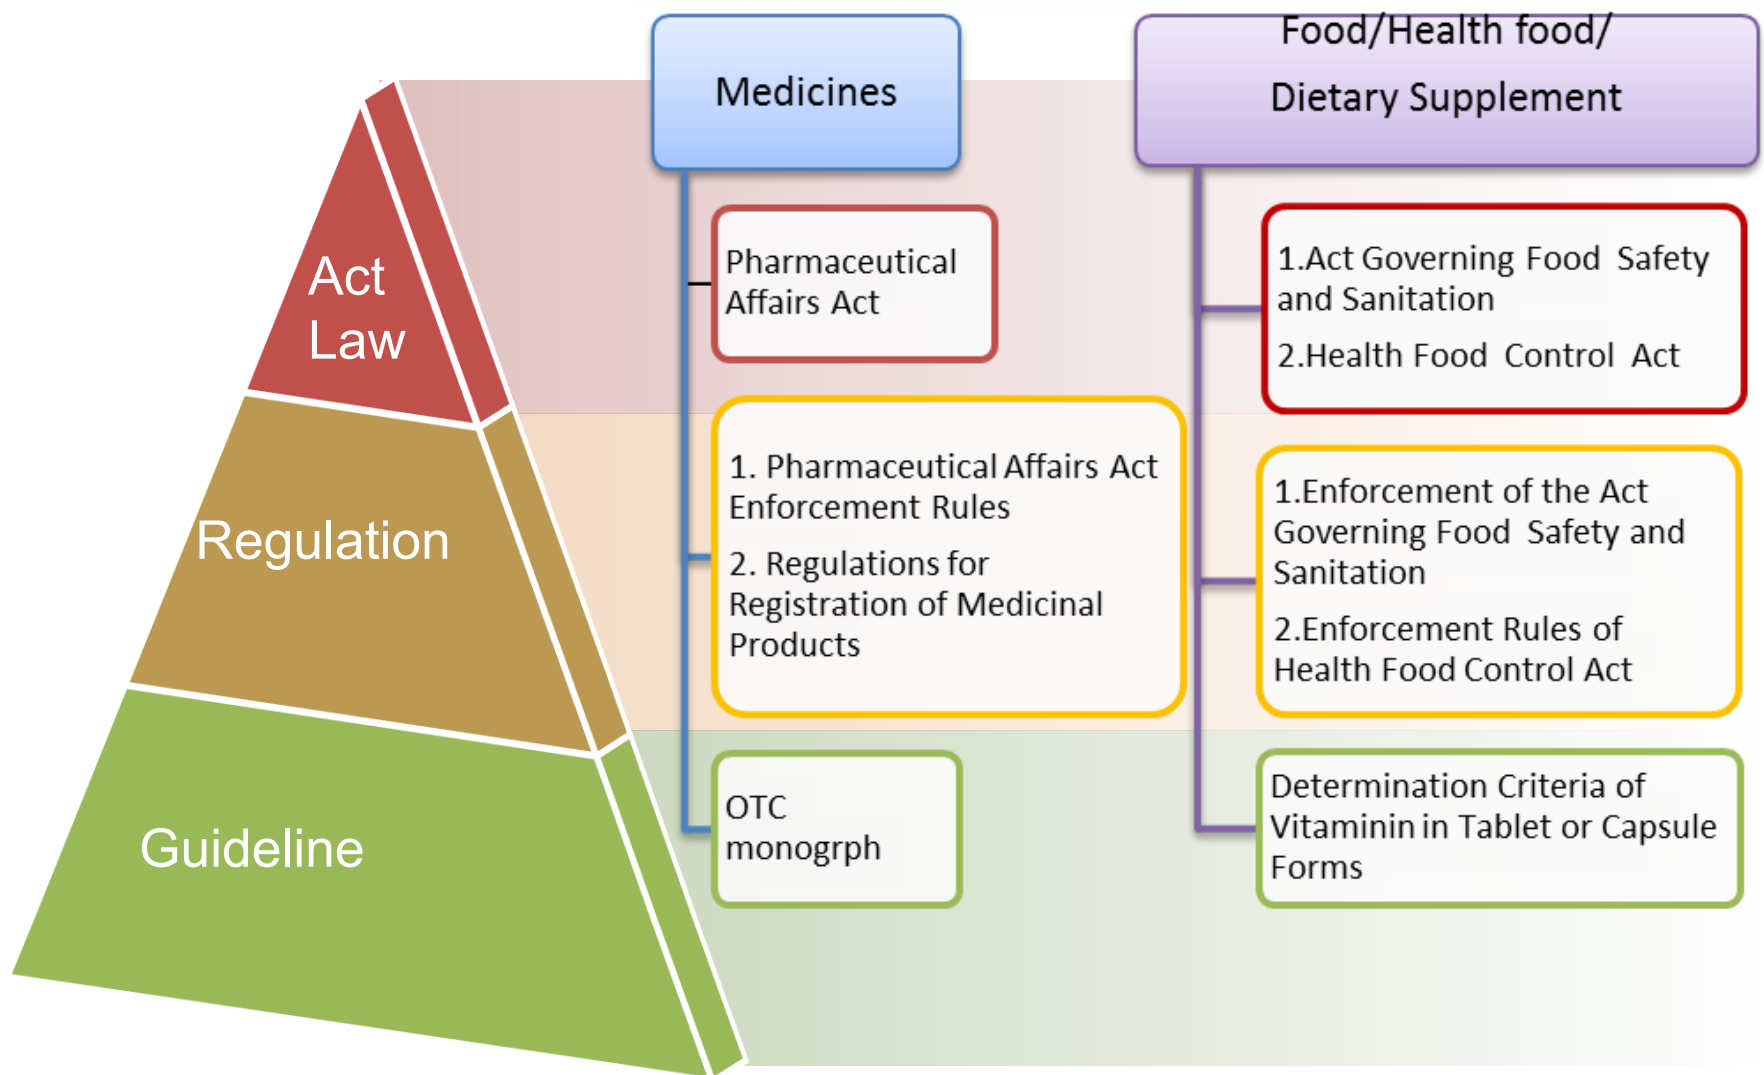 Medicines
Food/Health food/
Dietary Supplement
Act
Law
Pharmaceutical
Affairs Act
1.Act Governing Food Safety
and Sanitation
2.Health Food Control Act
Regulation
1. Pharmaceutical Affairs Act
Enforcement Rules
2. Regulations for
Registration of Medicinal
Products
1.Enforcement of the Act
Governing Food Safety and
Sanitation
2.Enforcement Rules of
Health Food Control Act
Guideline
OTC
monogrph
Determination Criteria of
Vitaminin in Tablet or Capsule
Forms